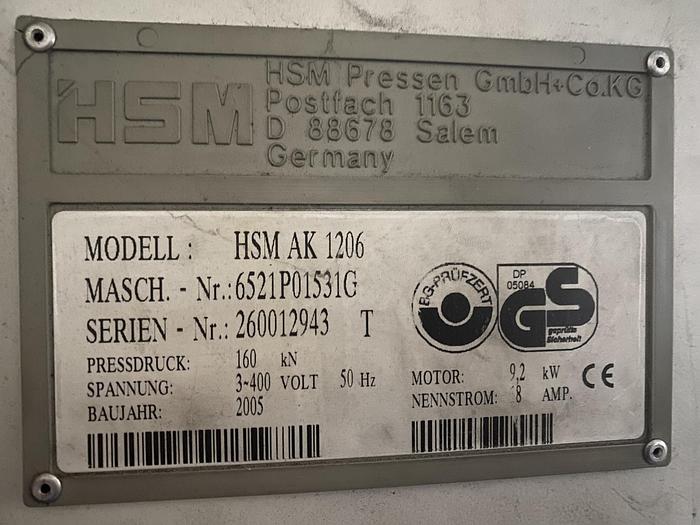 HSM
HSM Pressen GmbH+Co.KG
Postfach 1163
D 88678 Salem
Germany
MODELL : HSM AK 1206
MASCH. - Nr.:6521P01531G
SERIEN - Nr.: 260012943 T
PRESSDRUCK: 160 kN
SPANNUNG: 3~400 VOLT 50 Hz
BAUJAHR: 2005
BG-PRÜFZERT
DP
05084
GS
geprüfte
Sicherheit
MOTOR: 9,2 kW
NENNSTROM: 8 AMP.
CE